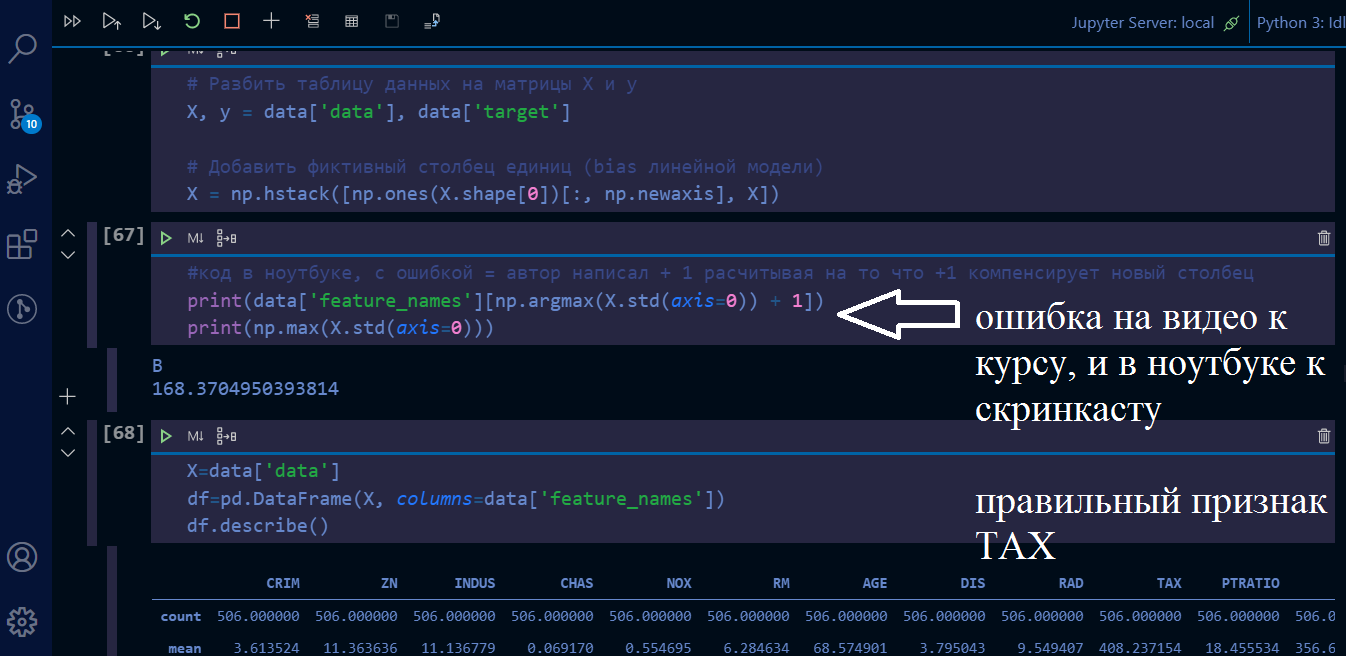 Jupyter Server: local
Python 3: Idl
10
# Разбить таблицу данных на матрицы X и y
X, y = data['data'], data['target']
# Добавить фиктивный столбец единиц (bias линейной модели)
X = np.hstack([np.ones(X.shape[0])[:, np.newaxis], X])
[67]
M↓
#код в ноутбуке, с ошибкой = автор написал + 1 расчитывая на то что +1 компенсирует новый столбец
print(data['feature_names'][np.argmax(X.std(axis=0)) + 1])
print(np.max(X.std(axis=0)))
ошибка на видео к
курсу, и в ноутбуке к
скринкасту
B
168.3704950393814
[68]
M↓
X=data['data']
df=pd.DataFrame(X, columns=data['feature_names'])
df.describe()
правильный признак
TAX
CRIM ZN INDUS CHAS NOX RM AGE DIS RAD TAX PTRATIO
count 506.000000 506.000000 506.000000 506.000000 506.000000 506.000000 506.000000 506.000000 506.000000 506.000000 506.000000 506.0
mean 3.613524 11.363636 11.136779 0.069170 0.554695 6.284634 68.574901 3.795043 9.549407 408.237154 18.455534 356.6